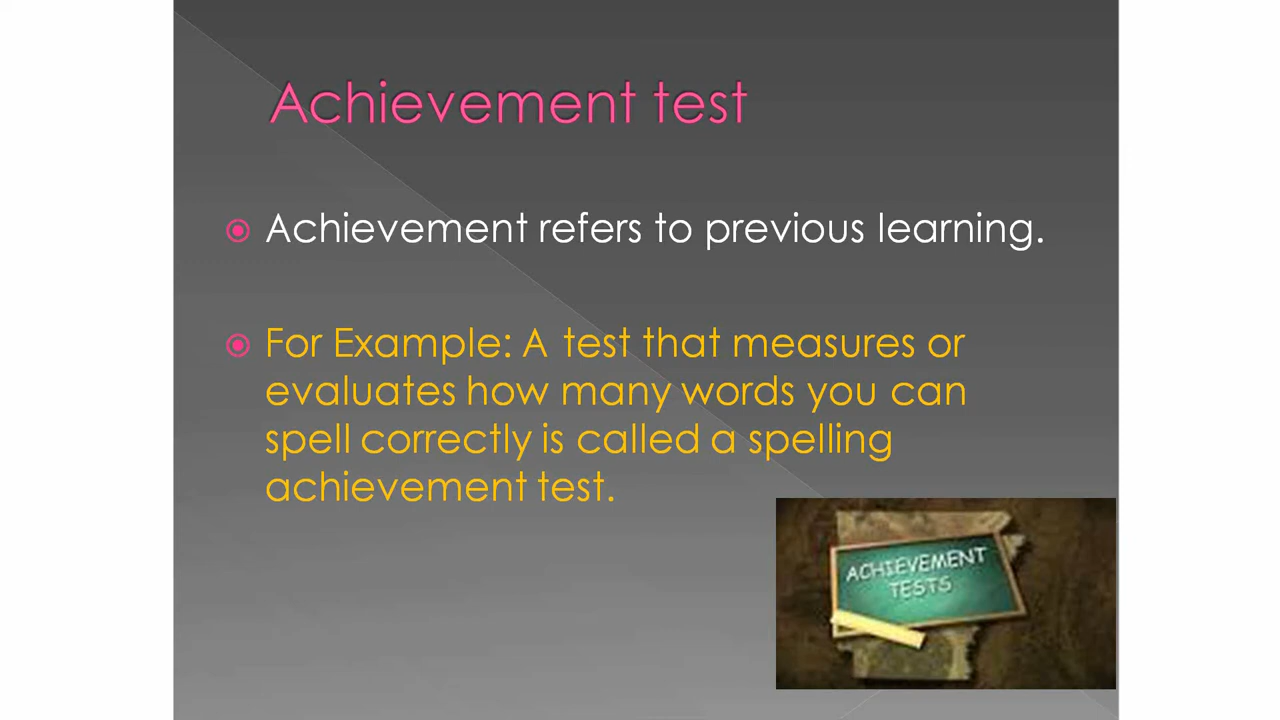 Achievement test
Achievement refers to previous learning.
For Example: A test that measures or
evaluates how many words you can
spell correctly is called a spelling
achievement test.
ACHIEVEMENT
TESTS